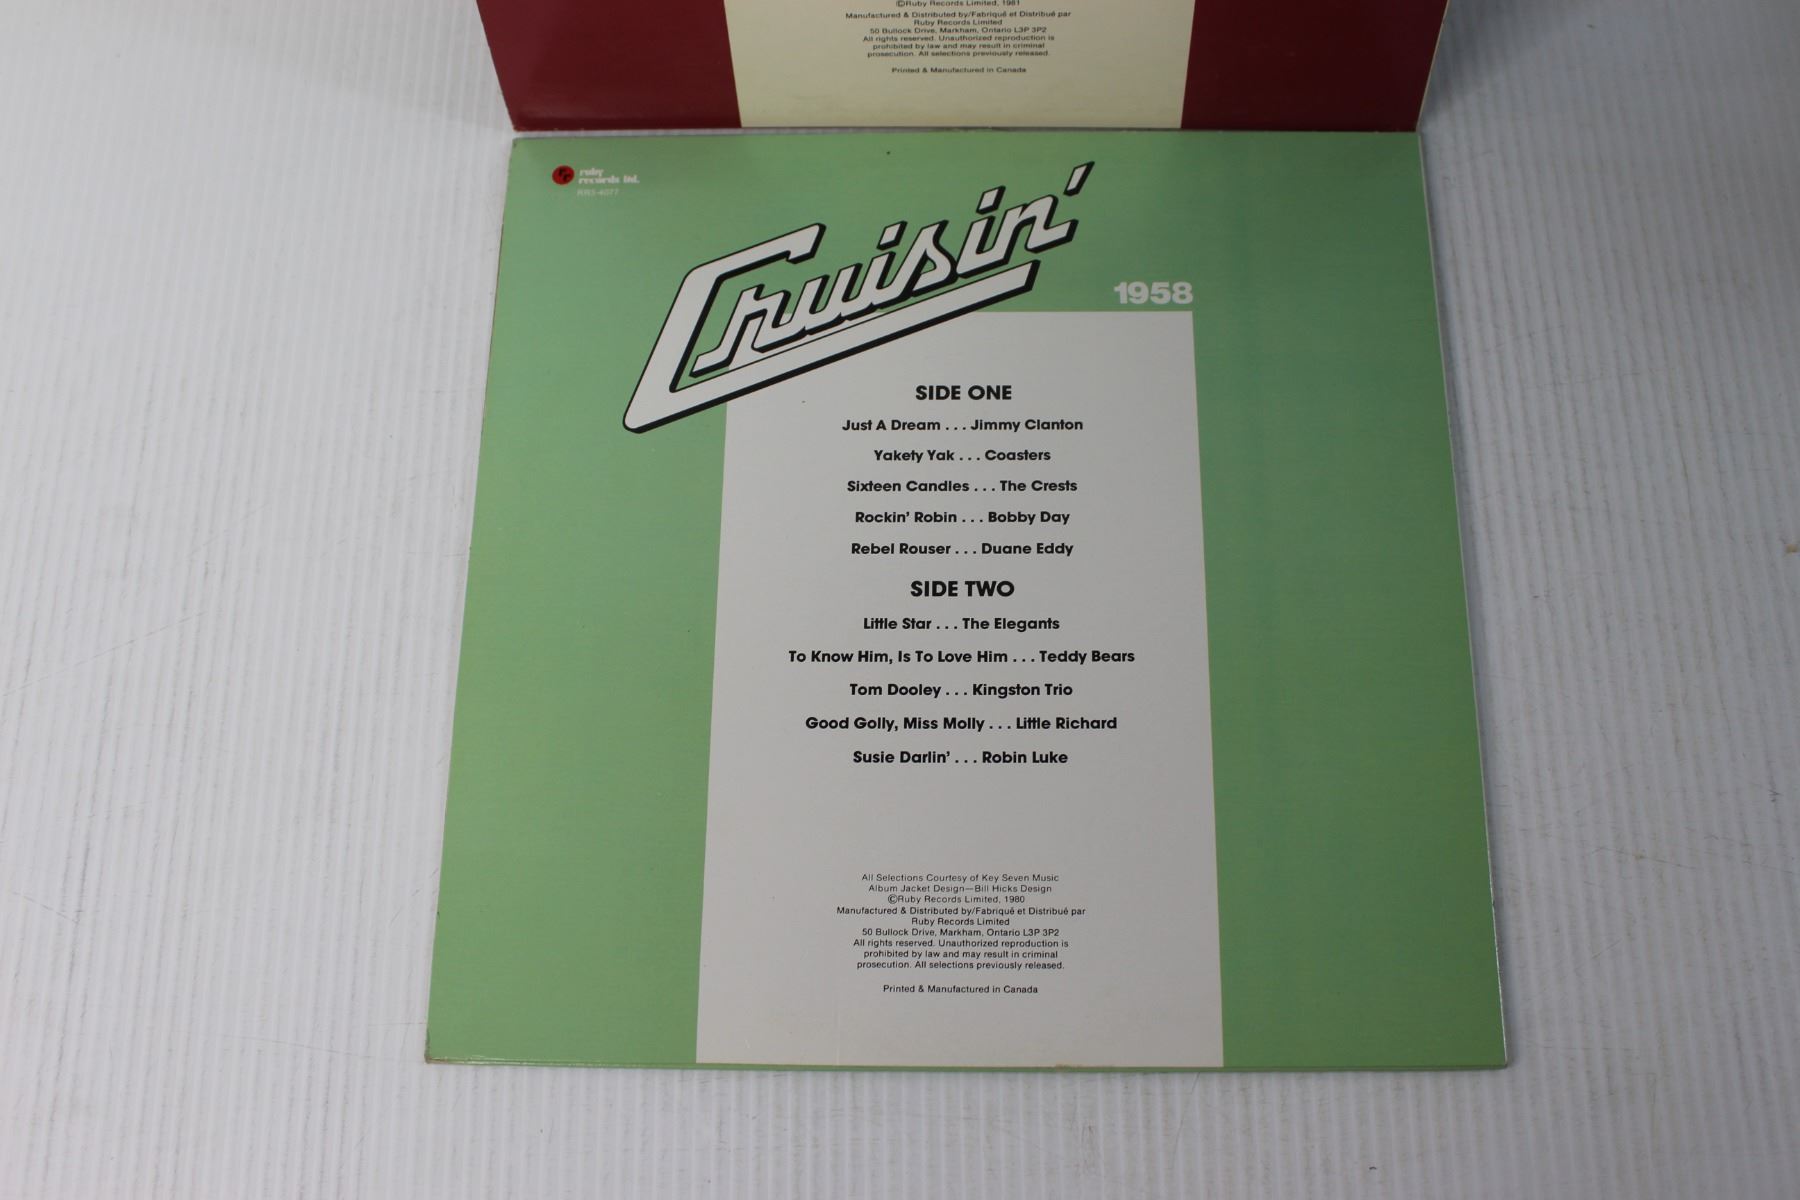 ©Ruby Records Limited, 1981
Manufactured & Distributed by/Fabriqué et Distribué par
Ruby Records Limited
50 Bullock Drive, Markham, Ontario L3P 3P2
All rights reserved. Unauthorized reproduction is
prohibited by law and may result in criminal
prosecution. All selections previously released.
Printed & Manufactured in Canada
rr ruby
records ltd.
RRS-4077
Cruisin'
1958
SIDE ONE
Just A Dream . . . Jimmy Clanton
Yakety Yak . . . Coasters
Sixteen Candles . . . The Crests
Rockin' Robin . . . Bobby Day
Rebel Rouser . . . Duane Eddy
SIDE TWO
Little Star . . . The Elegants
To Know Him, Is To Love Him . . . Teddy Bears
Tom Dooley . . . Kingston Trio
Good Golly, Miss Molly . . . Little Richard
Susie Darlin' . . . Robin Luke
All Selections Courtesy of Key Seven Music
Album Jacket Design—Bill Hicks Design
©Ruby Records Limited, 1980
Manufactured & Distributed by/Fabriqué et Distribué par
Ruby Records Limited
50 Bullock Drive, Markham, Ontario L3P 3P2
All rights reserved. Unauthorized reproduction is
prohibited by law and may result in criminal
prosecution. All selections previously released.
Printed & Manufactured in Canada